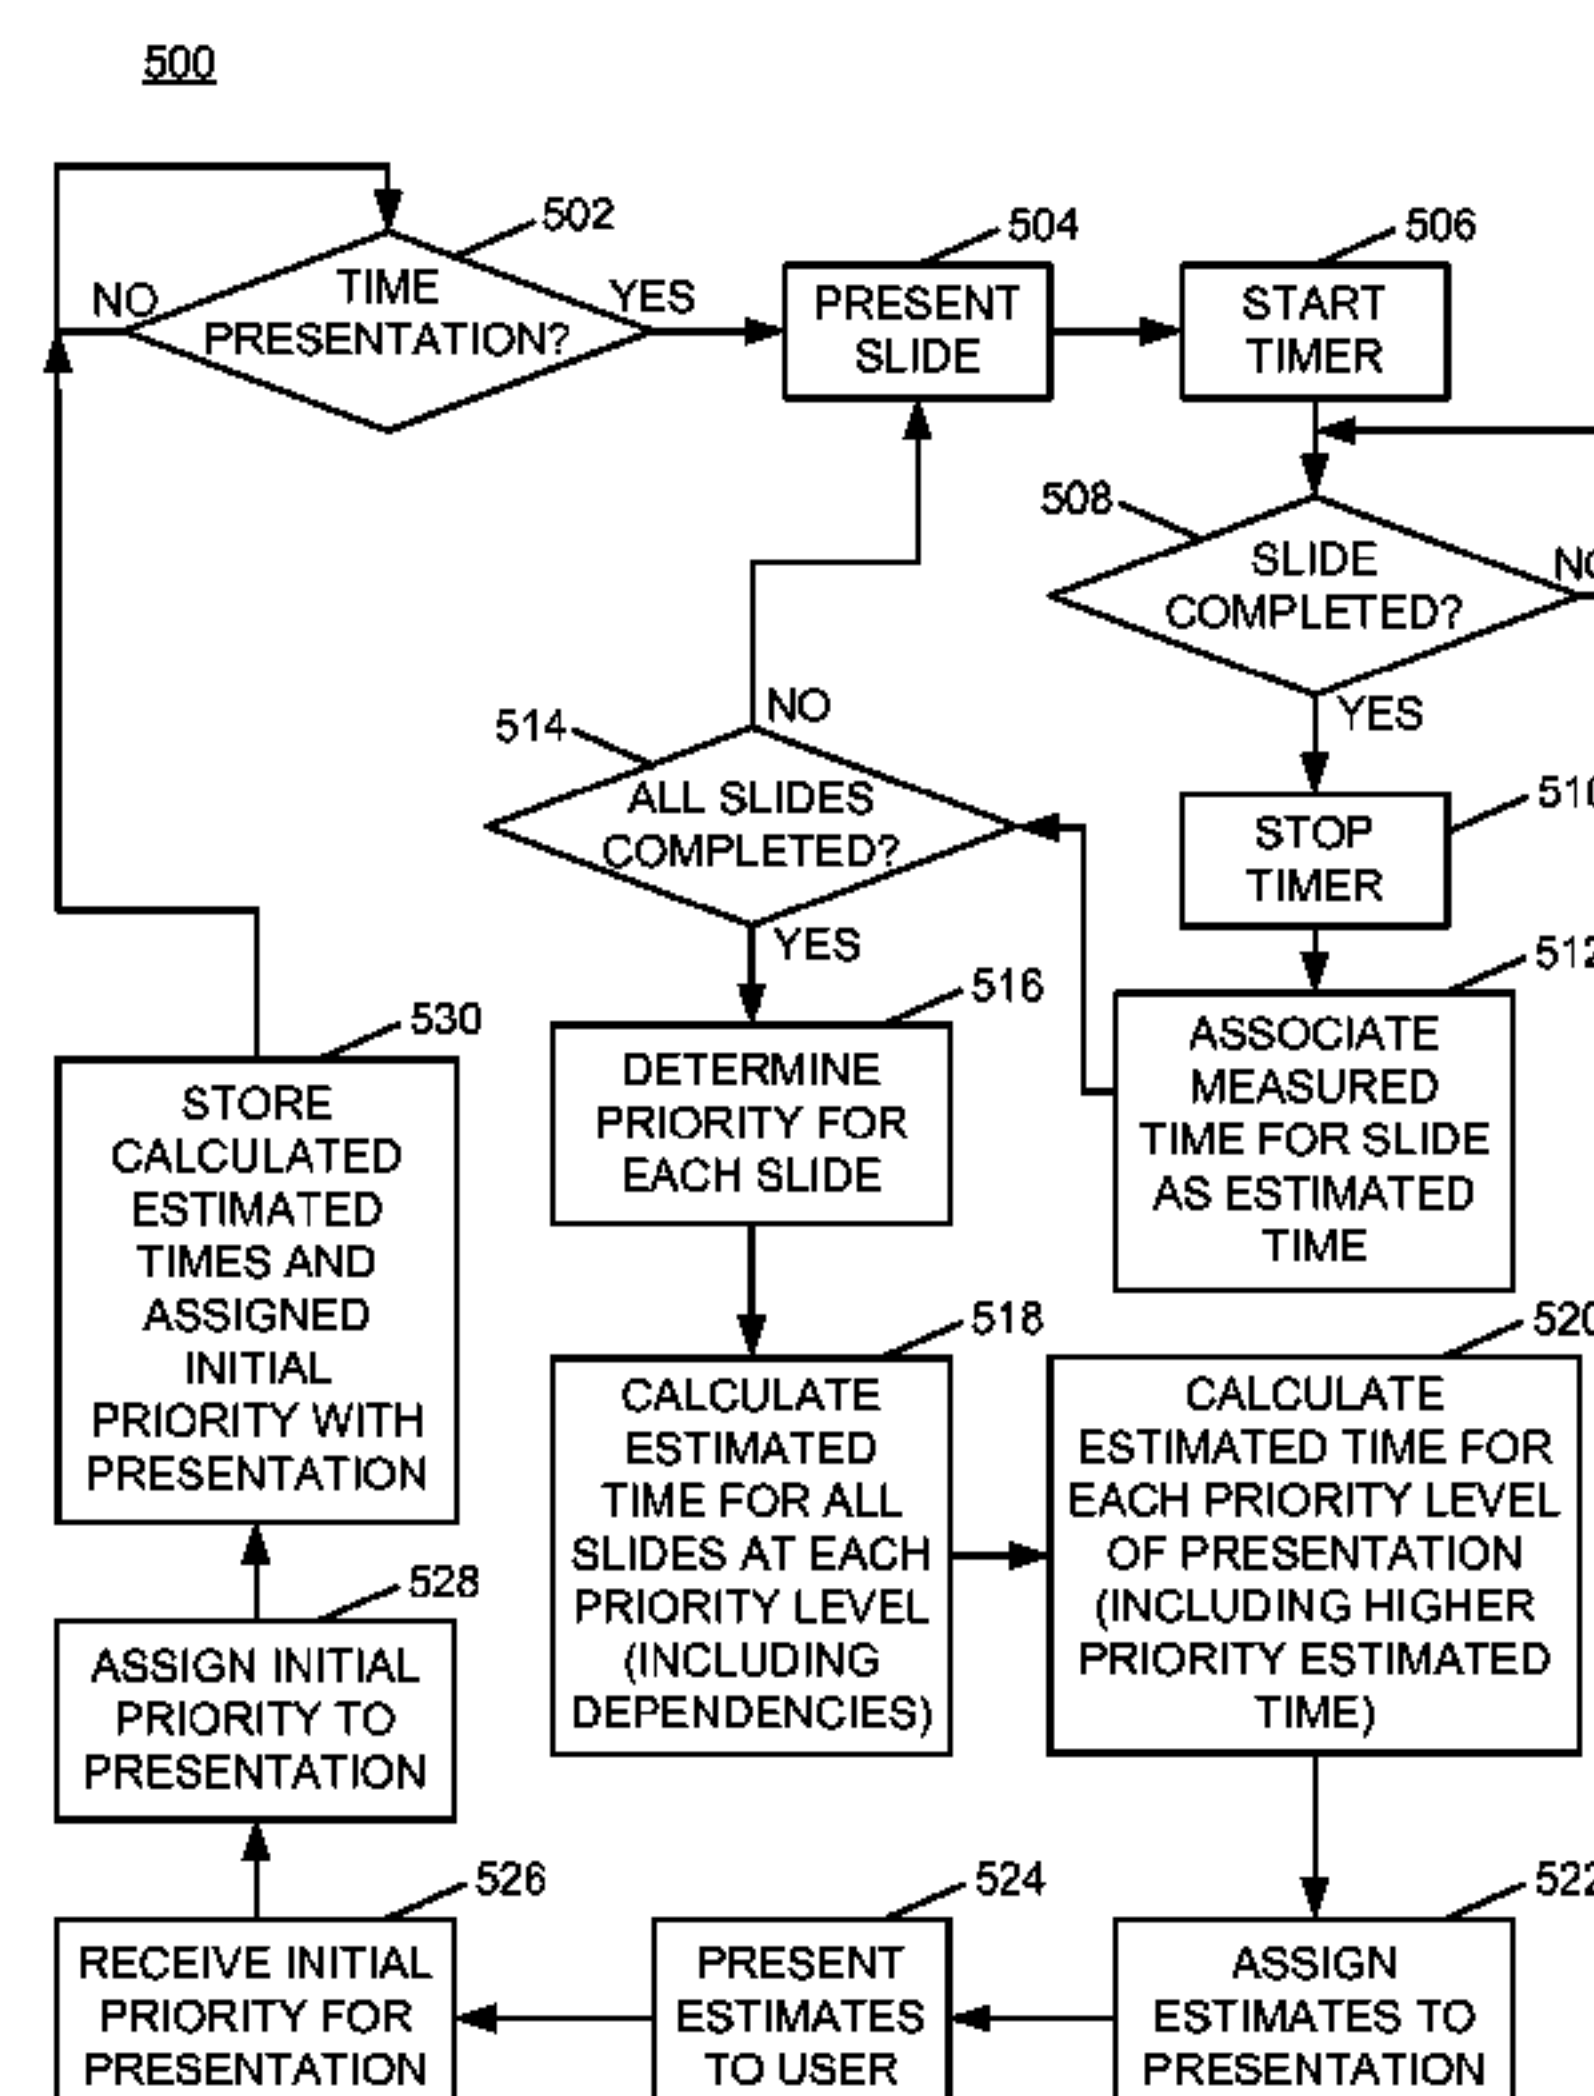 500
502
TIME
PRESENTATION?
NO
YES
504
PRESENT
SLIDE
506
START
TIMER
508
SLIDE
COMPLETED?
YES
514
NO
ALL SLIDES
COMPLETED?
YES
STOP
TIMER
ASSOCIATE
MEASURED
TIME FOR SLIDE
AS ESTIMATED
TIME
516
DETERMINE
PRIORITY FOR
EACH SLIDE
518
CALCULATE
ESTIMATED
TIME FOR ALL
SLIDES AT EACH
PRIORITY LEVEL
(INCLUDING
DEPENDENCIES)
CALCULATE
ESTIMATED TIME FOR
EACH PRIORITY LEVEL
OF PRESENTATION
(INCLUDING HIGHER
PRIORITY ESTIMATED
TIME)
ASSIGN
ESTIMATES TO
PRESENTATION
524
PRESENT
ESTIMATES
TO USER
526
RECEIVE INITIAL
PRIORITY FOR
PRESENTATION
528
ASSIGN INITIAL
PRIORITY TO
PRESENTATION
530
STORE
CALCULATED
ESTIMATED
TIMES AND
ASSIGNED
INITIAL
PRIORITY WITH
PRESENTATION